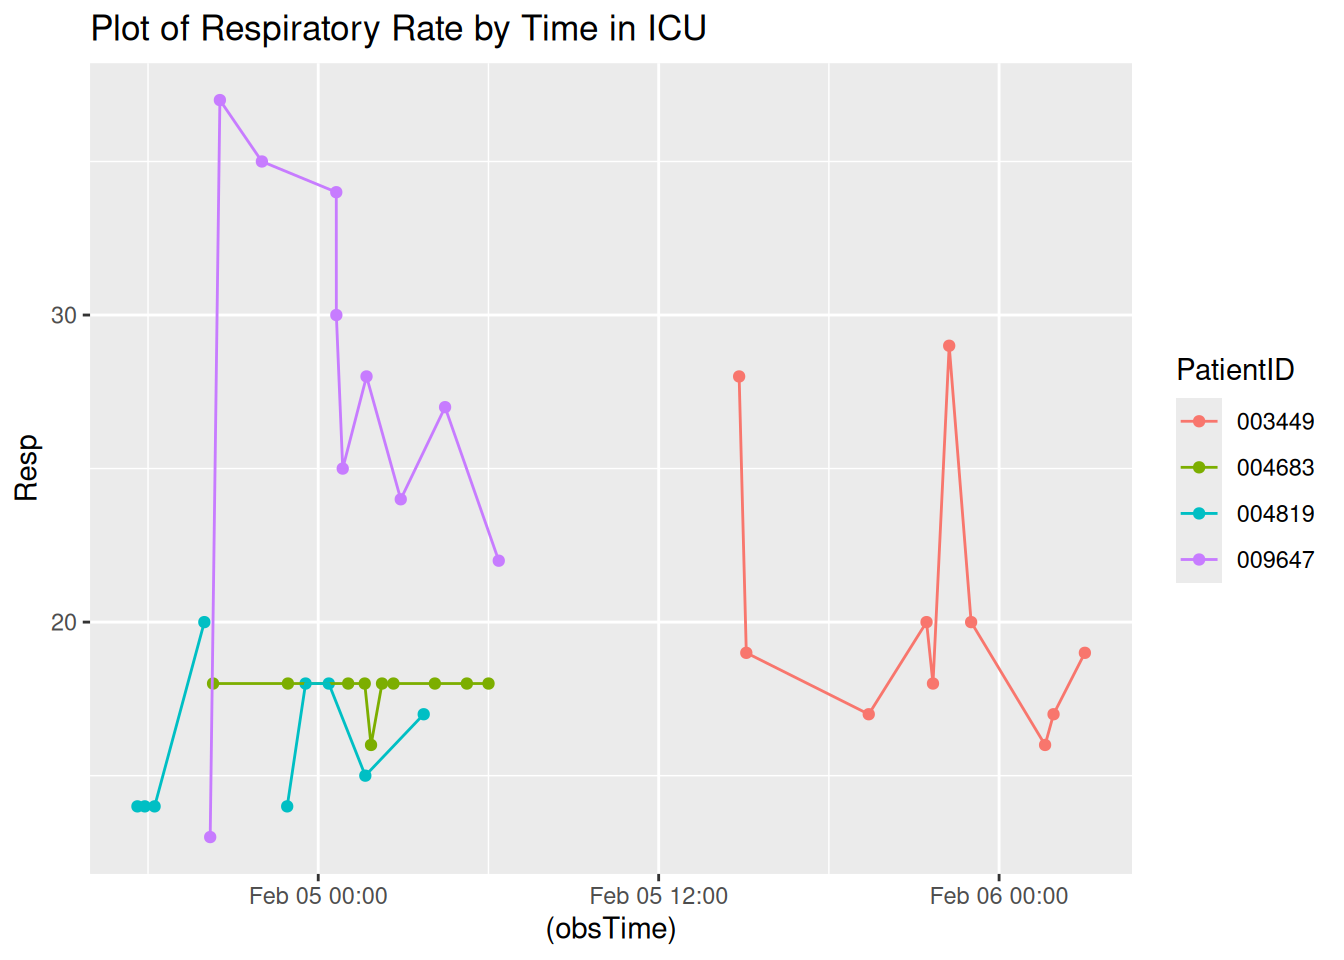 Plot of Respiratory Rate by Time in ICU
Resp
30
20
Feb 05 00:00
Feb 05 12:00
Feb 06 00:00
(obsTime)
PatientID
003449
004683
004819
009647